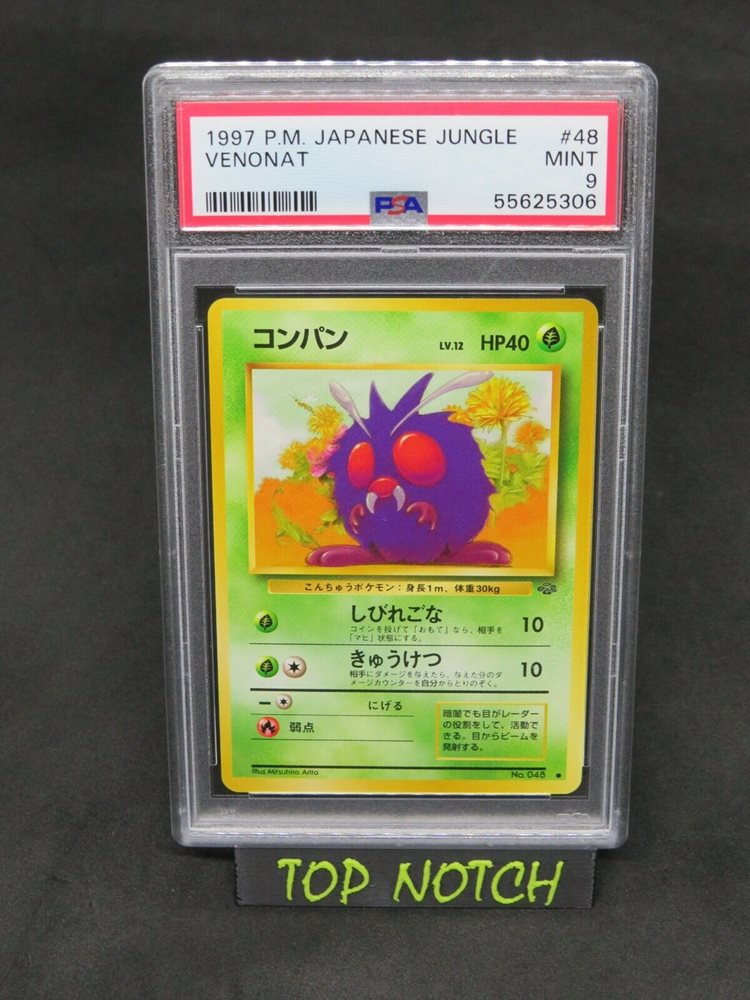 1997 P.M. JAPANESE JUNGLE #48
VENONAT MINT
9
PSA 55625306
コンパン LV.12 HP40
こんちゅうポケモン：身長1m、体重30kg
しびれごな 10
コインを投げて「おもて」なら、相手を
「マヒ」状態にする。
きゅうけつ 10
相手にダメージを与えたら、与えた分のダ
メージカウンターを自分からとりのぞく。
にげる
弱点
暗闇でも目がレーダー
の役割をして、活動で
きる。目からビームを
発射する。
Illus. Mitsuhiro Arita No. 048
TOP NOTCH